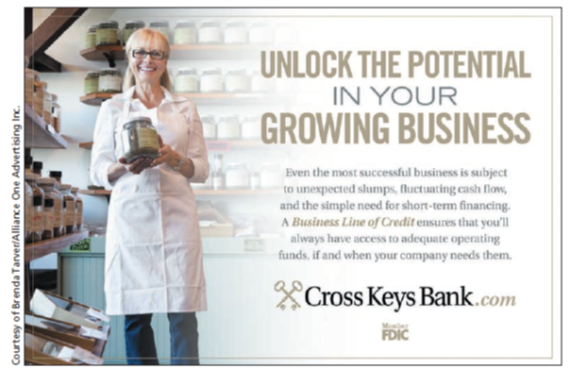 Courtesy of Brenda Tarver/Alliance One Advertising Inc.
UNLOCK THE POTENTIAL
IN YOUR
GROWING BUSINESS
Even the most successful business is subject
to unexpected slumps, fluctuating cash flow,
and the simple need for short-term financing.
A Business Line of Credit ensures that you'll
always have access to adequate operating
funds, if and when your company needs them.
Cross Keys Bank.com
Member
FDIC